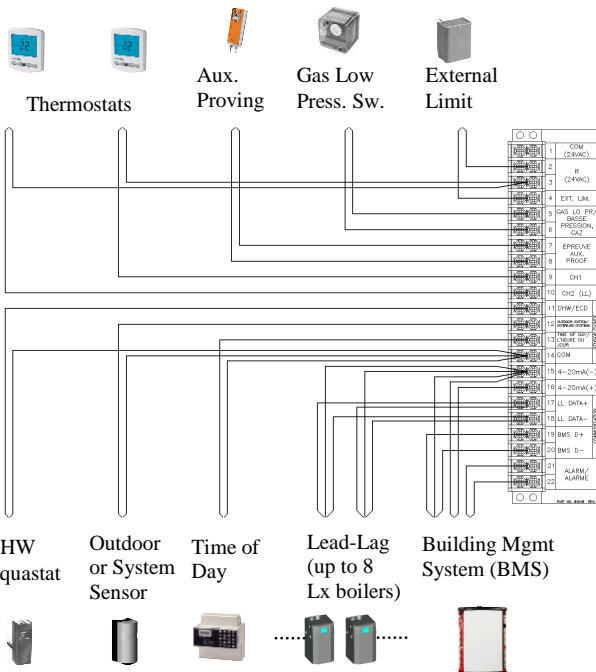 Thermostats
Aux.
Proving
Gas Low
Press. Sw.
External
Limit
1 COM
(24VAC)
2 R
3 (24VAC)
4 EXT. LIM.
5 GAS LO PR/
BASSE
6 PRESSION,
GAZ
7 ÉPREUVE
AUX.
8 PROOF
9 CH1
10 CH2 (LL)
11 DHW/ECD
12
13 TIME OF DAY/
L'HEURE DU
JOUR
14 COM
15 4-20mA(-)
16 4-20mA(+)
17 LL DATA+
18 LL DATA-
19 BMS D+
20 BMS D-
21 ALARM/
22 ALARME
HW
quastat
Outdoor
or System
Sensor
Time of
Day
Lead-Lag
(up to 8
Lx boilers)
Building Mgmt
System (BMS)